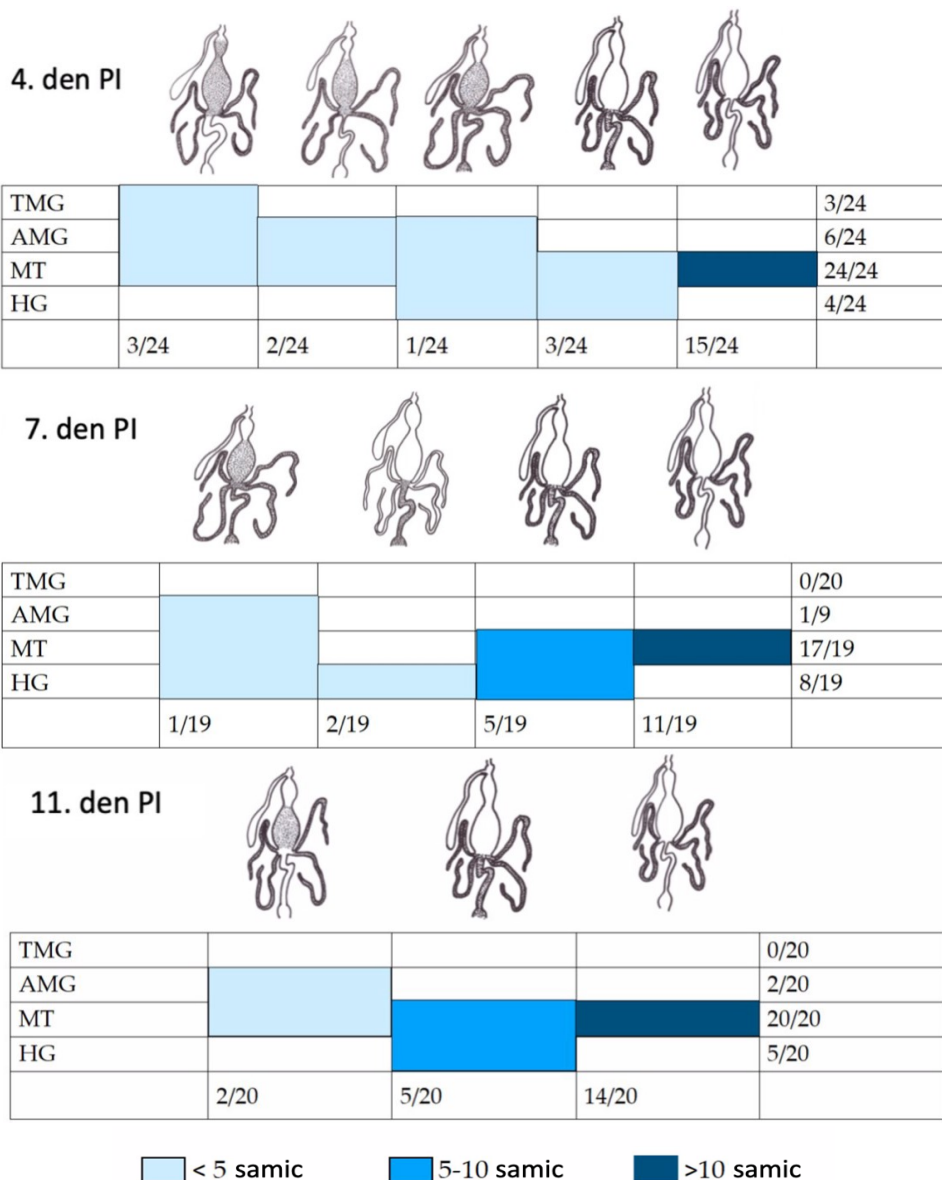 4. den PI
TMG 3/24
AMG 6/24
MT 24/24
HG 4/24
3/24 2/24 1/24 3/24 15/24
7. den PI
TMG 0/20
AMG 1/9
MT 17/19
HG 8/19
1/19 2/19 5/19 11/19
11. den PI
TMG 0/20
AMG 2/20
MT 20/20
HG 5/20
2/20 5/20 14/20
< 5 samic 5-10 samic >10 samic